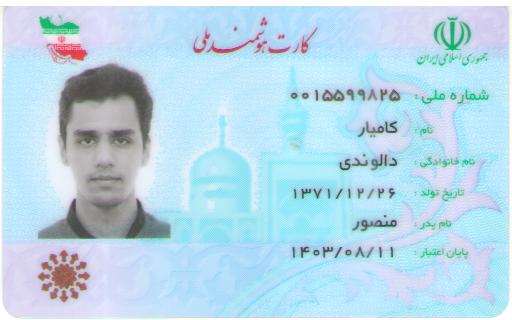 کارت هوشمند ملی
جمهوری اسلامی ایران
شماره ملی : ۰۰۱۵۵۹۹۸۲۵
نام : کامیار
نام خانوادگی : دالوندی
تاریخ تولد : ۱۳۷۱/۱۲/۲۶
نام پدر : منصور
پایان اعتبار : ۱۴۰۳/۰۸/۱۱